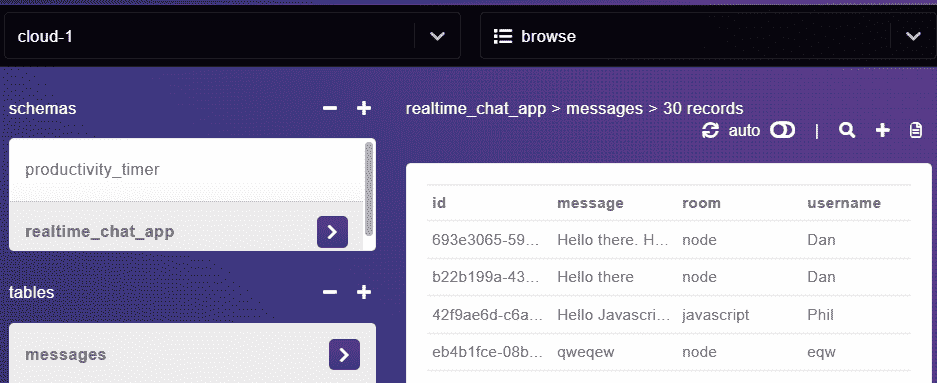 cloud-1
browse
schemas
productivity_timer
realtime_chat_app
tables
messages
realtime_chat_app > messages > 30 records
auto |
id message room username
693e3065-59... Hello there. H... node Dan
b22b199a-43... Hello there node Dan
42f9ae6d-c6a... Hello Javascri... javascript Phil
eb4b1fce-08b... qweqew node eqw